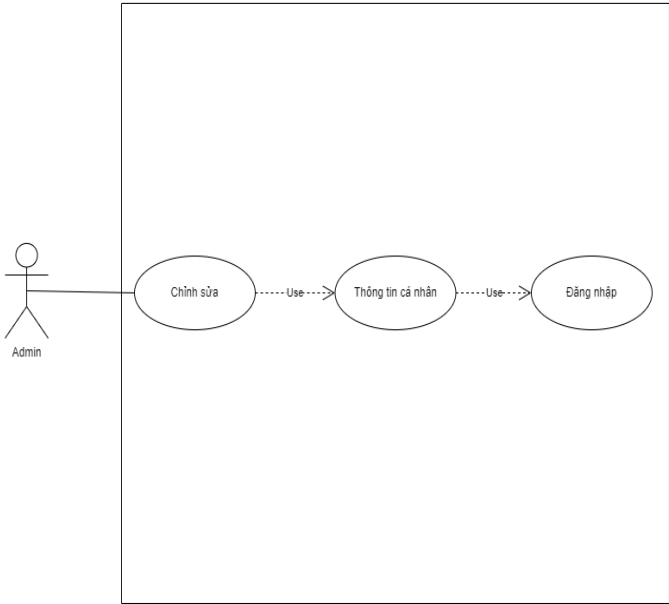 Chỉnh sửa
Use
Thông tin cá nhân
Use
Đăng nhập
Admin